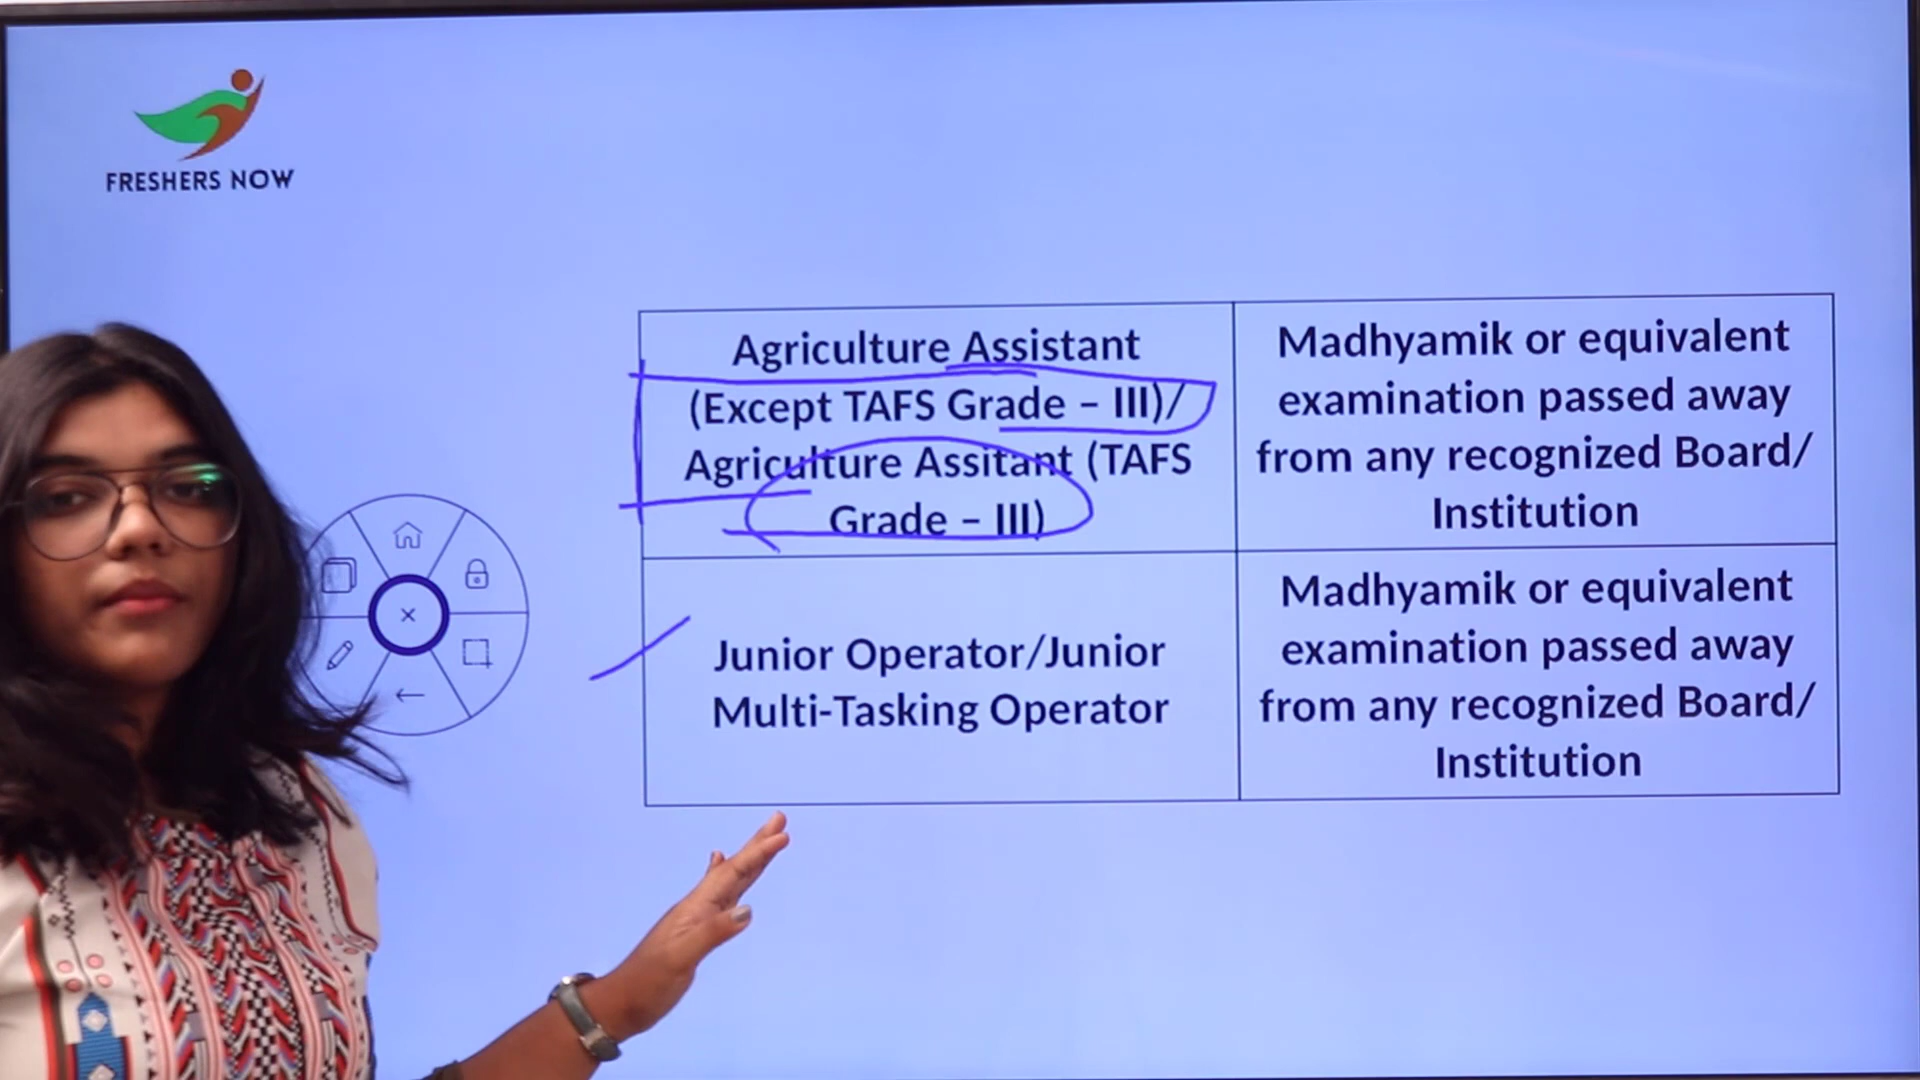 FRESHERS NOW
Agriculture Assistant
(Except TAFS Grade – III)/
Agriculture Assitant (TAFS
Grade – III)
Madhyamik or equivalent
examination passed away
from any recognized Board/
Institution
Junior Operator/Junior
Multi-Tasking Operator
Madhyamik or equivalent
examination passed away
from any recognized Board/
Institution